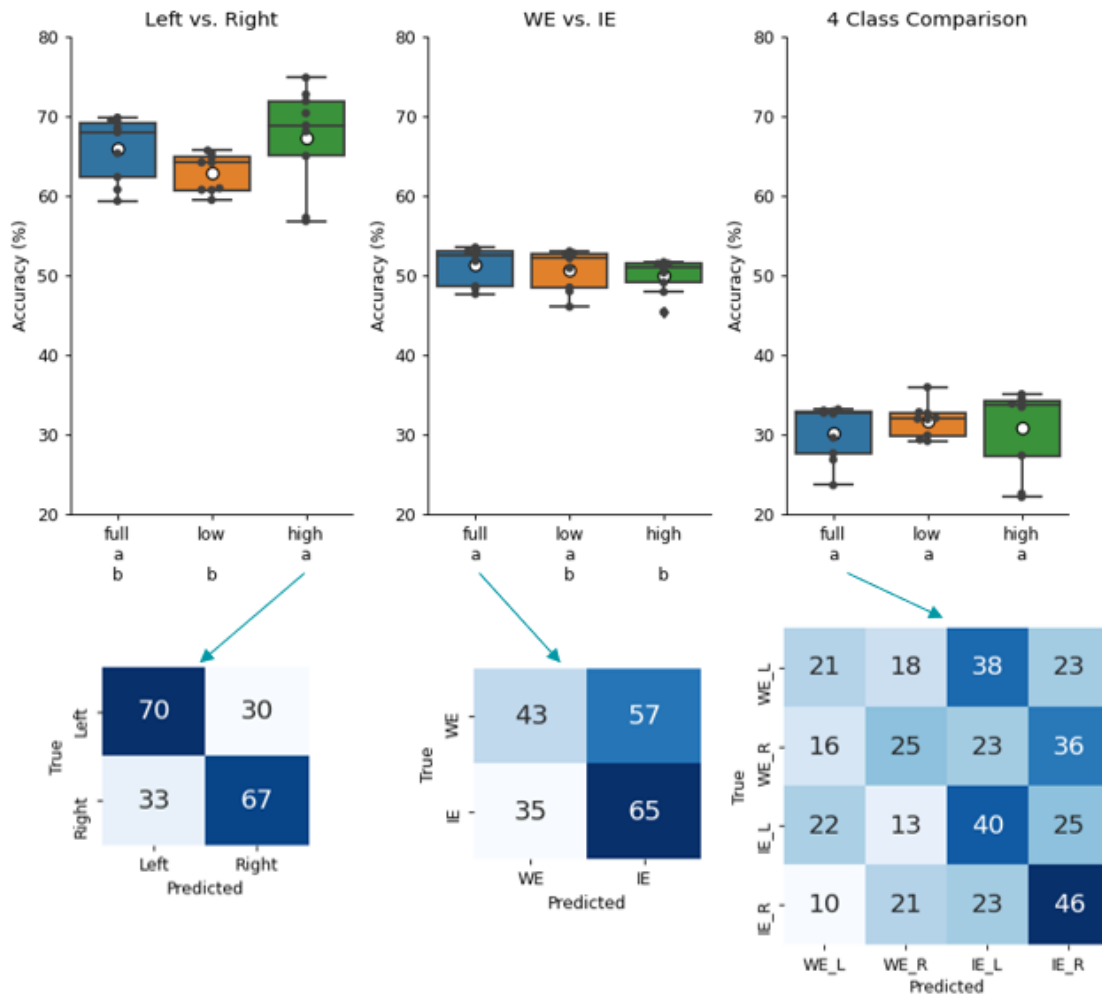 Left vs. Right
80
70
60
50
40
30
20
Accuracy (%)
full low high
a a
b b
WE vs. IE
80
70
60
50
40
30
20
Accuracy (%)
full low high
a a
b b
4 Class Comparison
80
70
60
50
40
30
20
Accuracy (%)
full low high
a a a
True
Left 70 30
Right 33 67
Left Right
Predicted
True
WE 43 57
IE 35 65
WE IE
Predicted
True
WE_L 21 18 38 23
WE_R 16 25 23 36
IE_L 22 13 40 25
IE_R 10 21 23 46
WE_L WE_R IE_L IE_R
Predicted